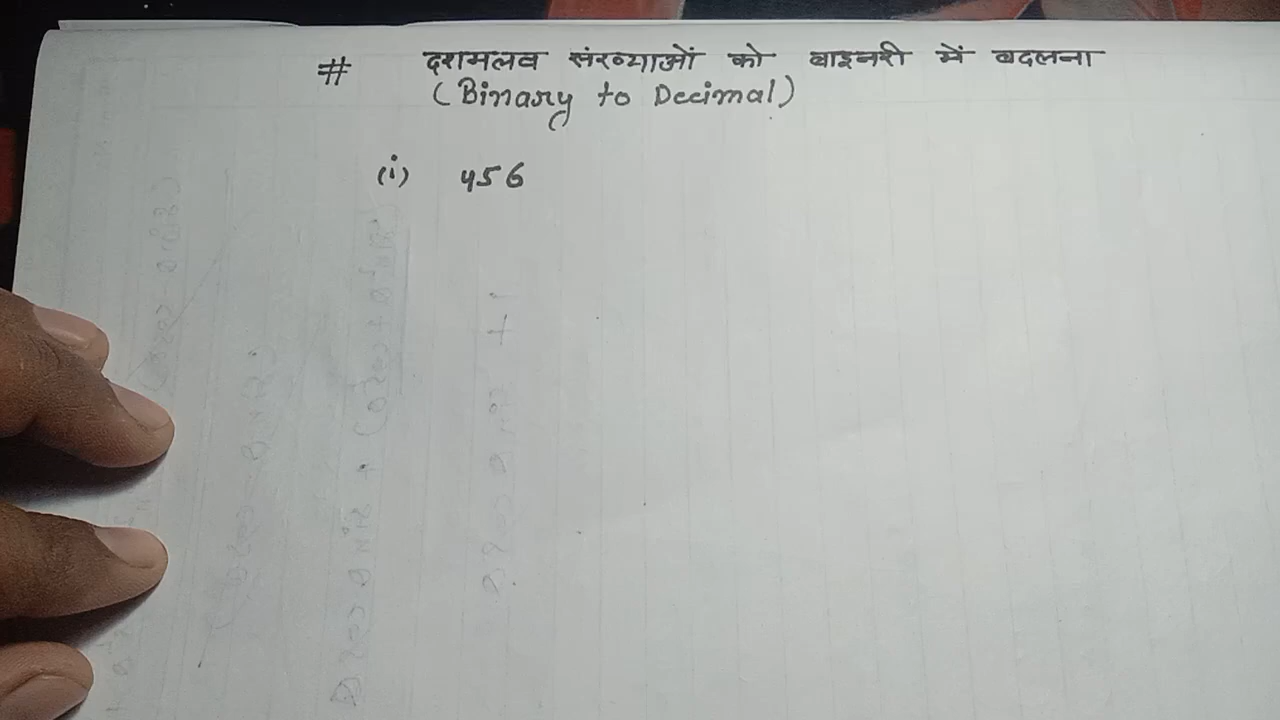 # दशमलव संख्याओं को बाइनरी में बदलना
(Binary to Decimal)
(i) 456